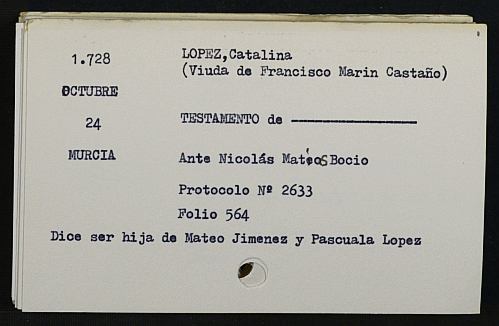 1.728 LOPEZ,Catalina
(Viuda de Francisco Marin Castaño)
OCTUBRE
24 TESTAMENTO de ------------------
MURCIA Ante Nicolás Mateos Bocio
Protocolo Nº 2633
Folio 564
Dice ser hija de Mateo Jimenez y Pascuala Lopez